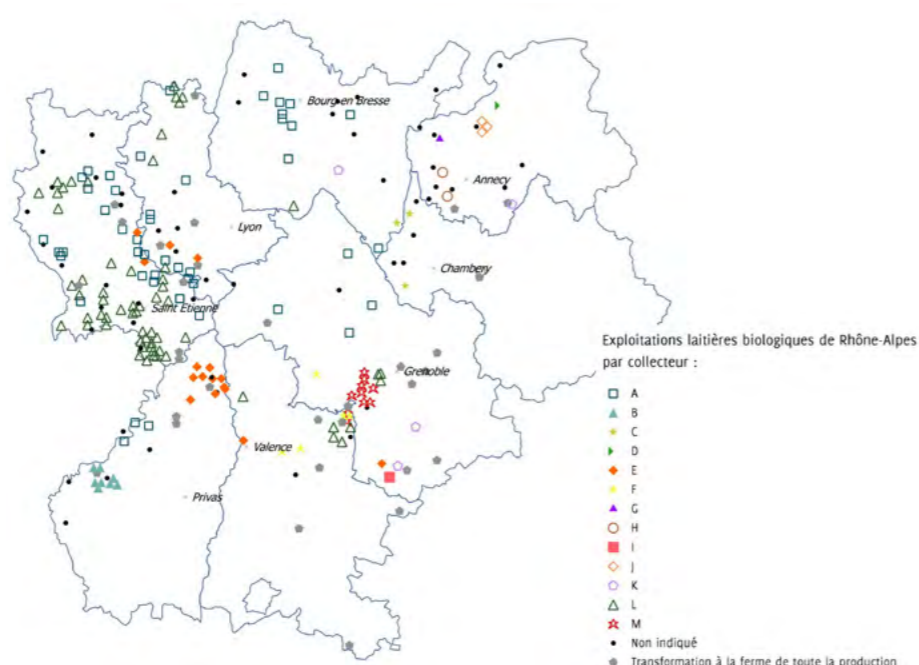 Bourg en Bresse
Annecy
Lyon
Chambery
Saint Etienne
Grenoble
Valence
Privas
Exploitations laitières biologiques de Rhône-Alpes
par collecteur :
A
B
C
D
E
F
G
H
I
J
K
L
M
Non indiqué
Transformation à la ferme de toute la production